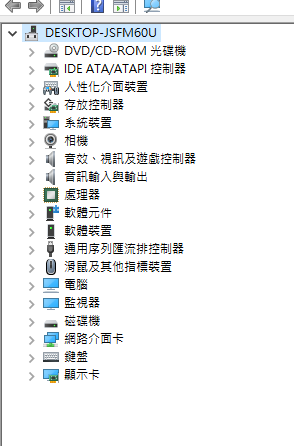 DESKTOP-JSFM60U
DVD/CD-ROM 光碟機
IDE ATA/ATAPI 控制器
人性化介面裝置
存放控制器
系統裝置
相機
音效、視訊及遊戲控制器
音訊輸入與輸出
處理器
軟體元件
軟體裝置
通用序列匯流排控制器
滑鼠及其他指標裝置
電腦
監視器
磁碟機
網路介面卡
鍵盤
顯示卡